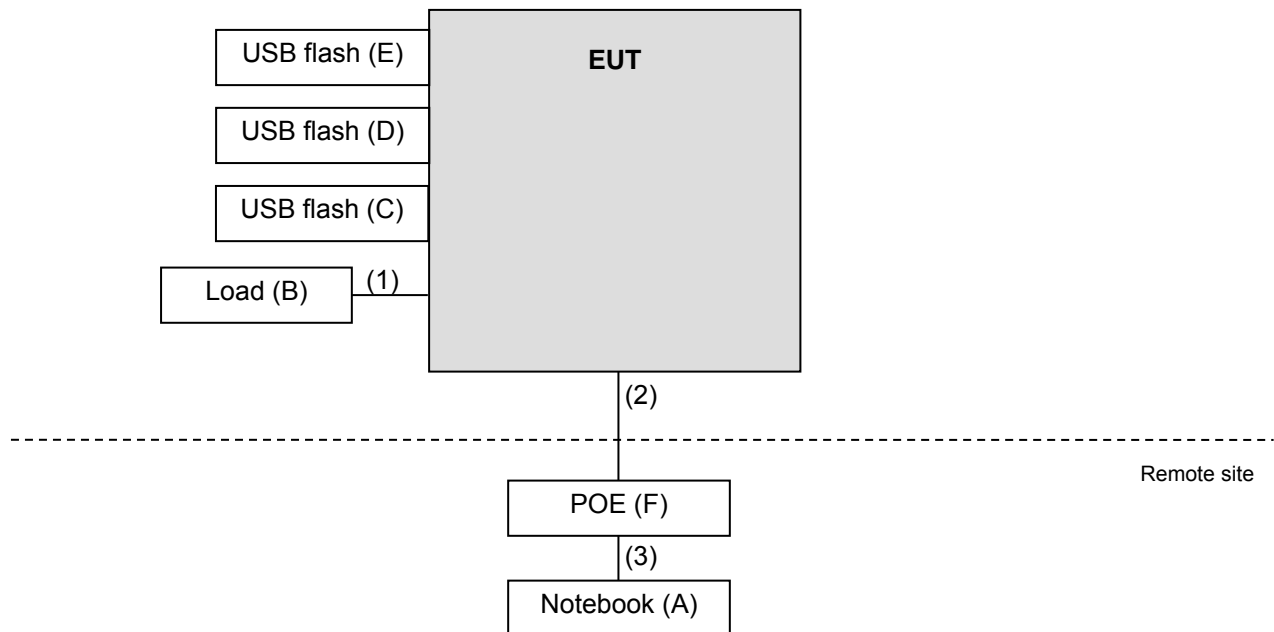 USB flash (E)
EUT
USB flash (D)
USB flash (C)
Load (B)
(1)
(2)
Remote site
POE (F)
(3)
Notebook (A)